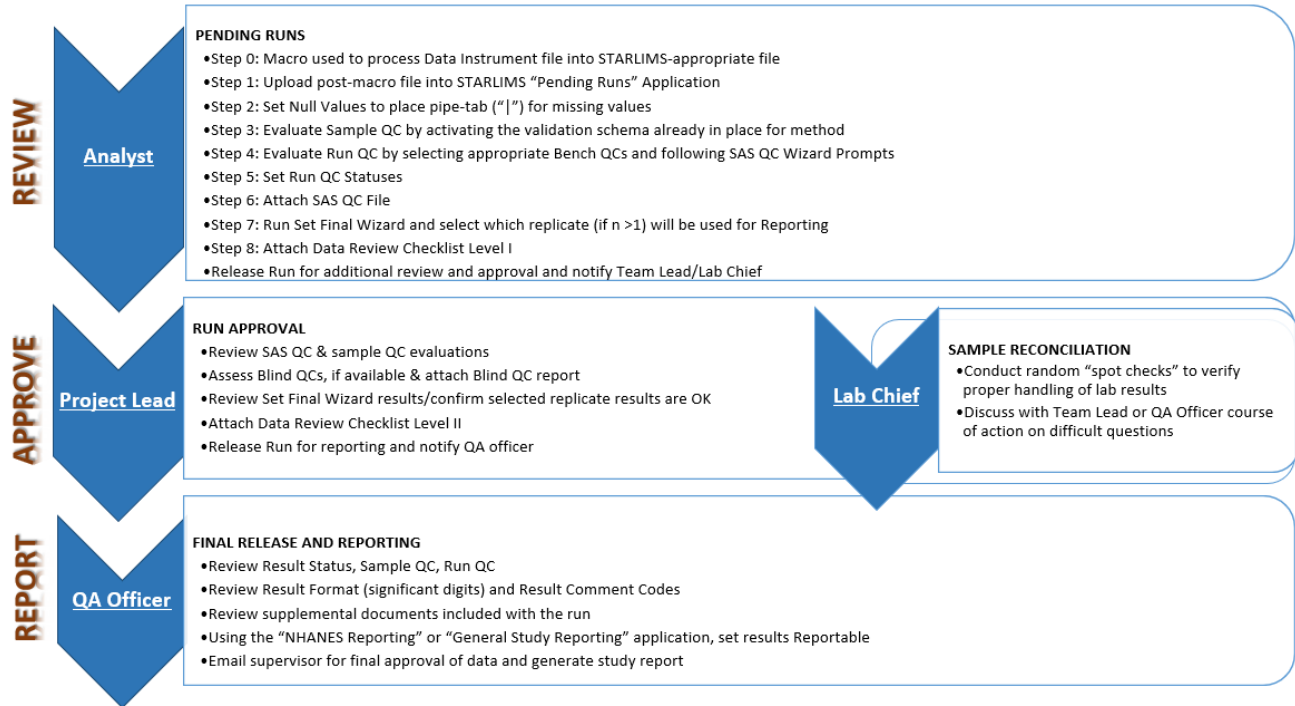 REVIEW
Analyst
PENDING RUNS
•Step 0: Macro used to process Data Instrument file into STARLIMS-appropriate file
•Step 1: Upload post-macro file into STARLIMS “Pending Runs” Application
•Step 2: Set Null Values to place pipe-tab (“|”) for missing values
•Step 3: Evaluate Sample QC by activating the validation schema already in place for method
•Step 4: Evaluate Run QC by selecting appropriate Bench QCs and following SAS QC Wizard Prompts
•Step 5: Set Run QC Statuses
•Step 6: Attach SAS QC File
•Step 7: Run Set Final Wizard and select which replicate (if n >1) will be used for Reporting
•Step 8: Attach Data Review Checklist Level I
•Release Run for additional review and approval and notify Team Lead/Lab Chief
APPROVE
Project Lead
RUN APPROVAL
•Review SAS QC & sample QC evaluations
•Assess Blind QCs, if available & attach Blind QC report
•Review Set Final Wizard results/confirm selected replicate results are OK
•Attach Data Review Checklist Level II
•Release Run for reporting and notify QA officer
Lab Chief
SAMPLE RECONCILIATION
•Conduct random “spot checks” to verify
proper handling of lab results
•Discuss with Team Lead or QA Officer course
of action on difficult questions
REPORT
QA Officer
FINAL RELEASE AND REPORTING
•Review Result Status, Sample QC, Run QC
•Review Result Format (significant digits) and Result Comment Codes
•Review supplemental documents included with the run
•Using the “NHANES Reporting” or “General Study Reporting” application, set results Reportable
•Email supervisor for final approval of data and generate study report